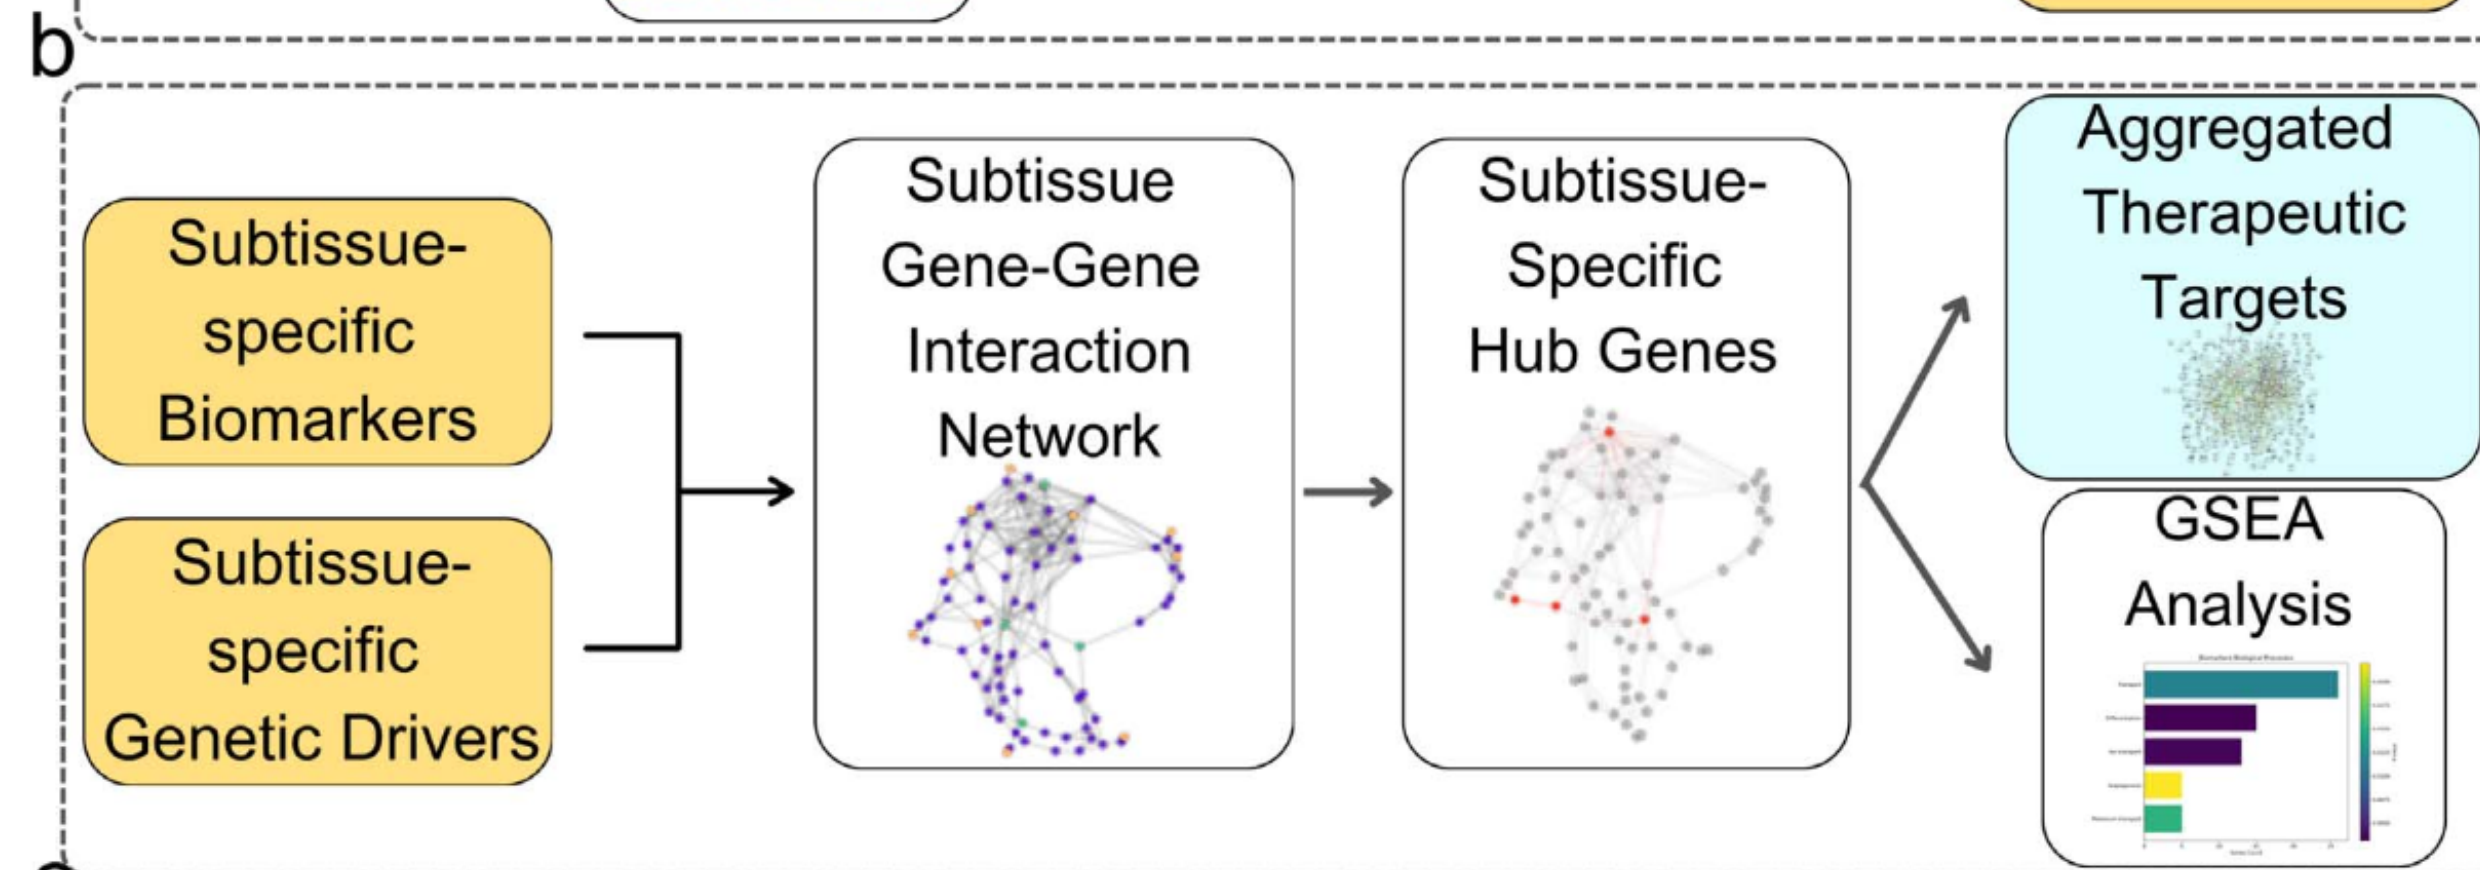 b
Subtissue-
specific
Biomarkers
Subtissue-
specific
Genetic Drivers
Subtissue
Gene-Gene
Interaction
Network
Subtissue-
Specific
Hub Genes
Aggregated
Therapeutic
Targets
GSEA
Analysis